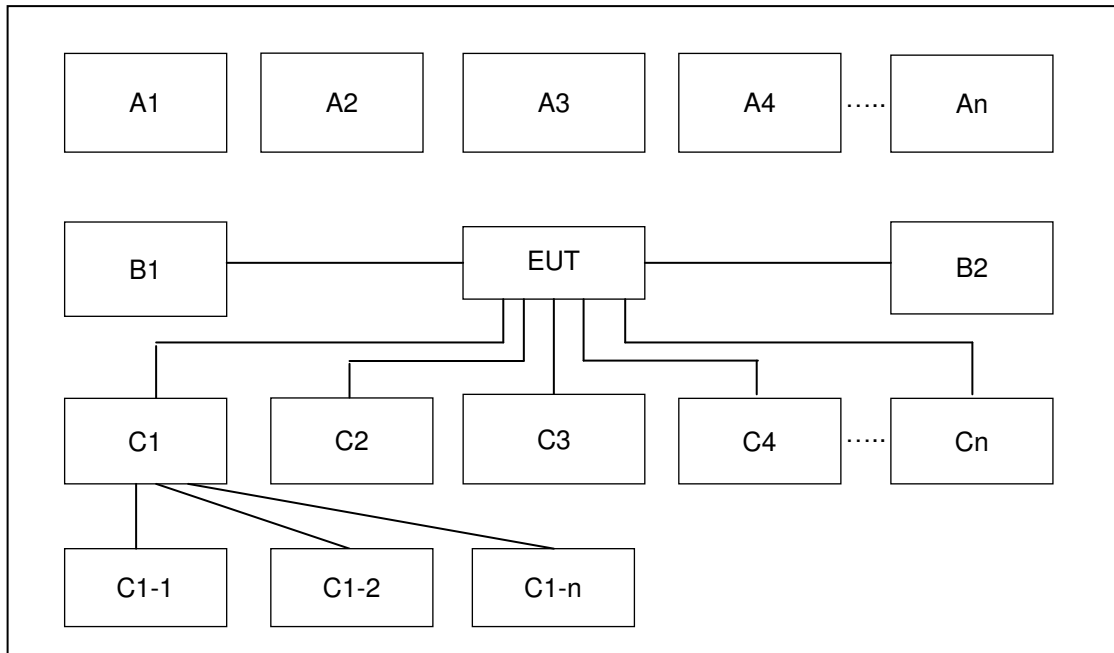 A1 A2 A3 A4 ..... An
B1 EUT B2
C1 C2 C3 C4 ..... Cn
C1-1 C1-2 C1-n